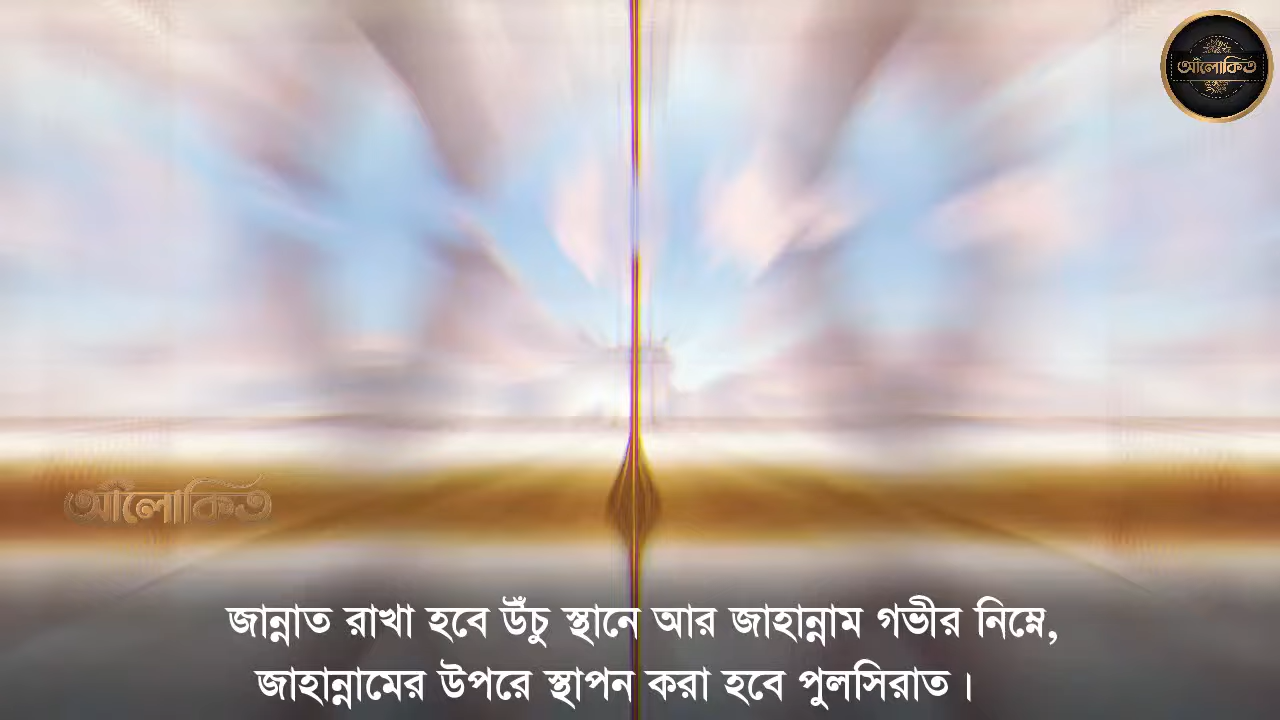 আলোকিত
আলোকিত
জান্নাত রাখা হবে উঁচু স্থানে আর জাহান্নাম গভীর নিম্নে,
জাহান্নামের উপরে স্থাপন করা হবে পুলসিরাত।